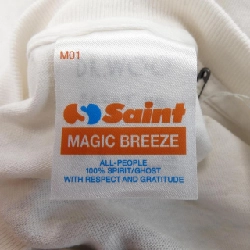 M01
Saint
MAGIC BREEZE
ALL-PEOPLE
100% SPIRIT/GHOST
WITH RESPECT AND GRATITUDE